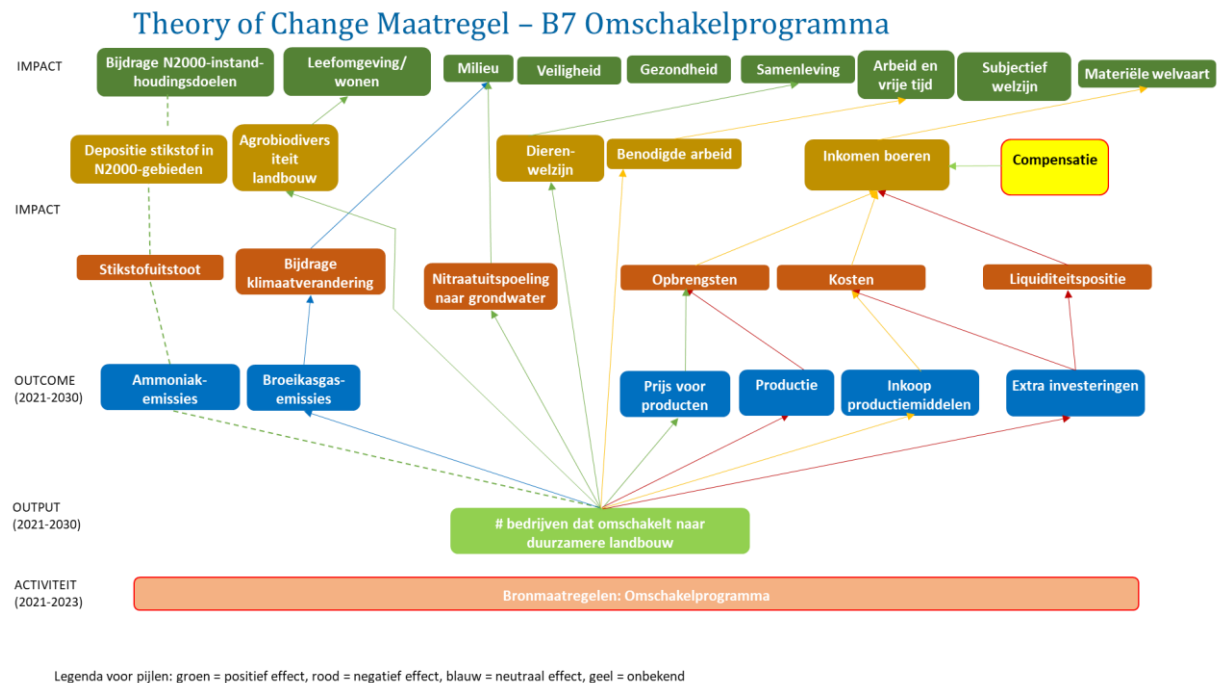 Theory of Change Maatregel – B7 Omschakelprogramma
IMPACT
Bijdrage N2000-instand-
houdingsdoelen
Leefomgeving/
wonen
Milieu
Veiligheid
Gezondheid
Samenleving
Arbeid en
vrije tijd
Subjectief
welzijn
Materiële welvaart
Depositie stikstof in
N2000-gebieden
Agrobiodivers
iteit
landbouw
Dieren-
welzijn
Benodigde arbeid
Inkomen boeren
Compensatie
IMPACT
Stikstofuitstoot
Bijdrage
klimaatverandering
Nitraatuitspoeling
naar grondwater
Opbrengsten
Kosten
Liquiditeitspositie
OUTCOME
(2021-2030)
Ammoniak-
emissies
Broeikasgas-
emissies
Prijs voor
producten
Productie
Inkoop
productiemiddelen
Extra investeringen
OUTPUT
(2021-2030)
# bedrijven dat omschakelt naar
duurzamere landbouw
ACTIVITEIT
(2021-2023)
Bronmaatregelen: Omschakelprogramma
Legenda voor pijlen: groen = positief effect, rood = negatief effect, blauw = neutraal effect, geel = onbekend